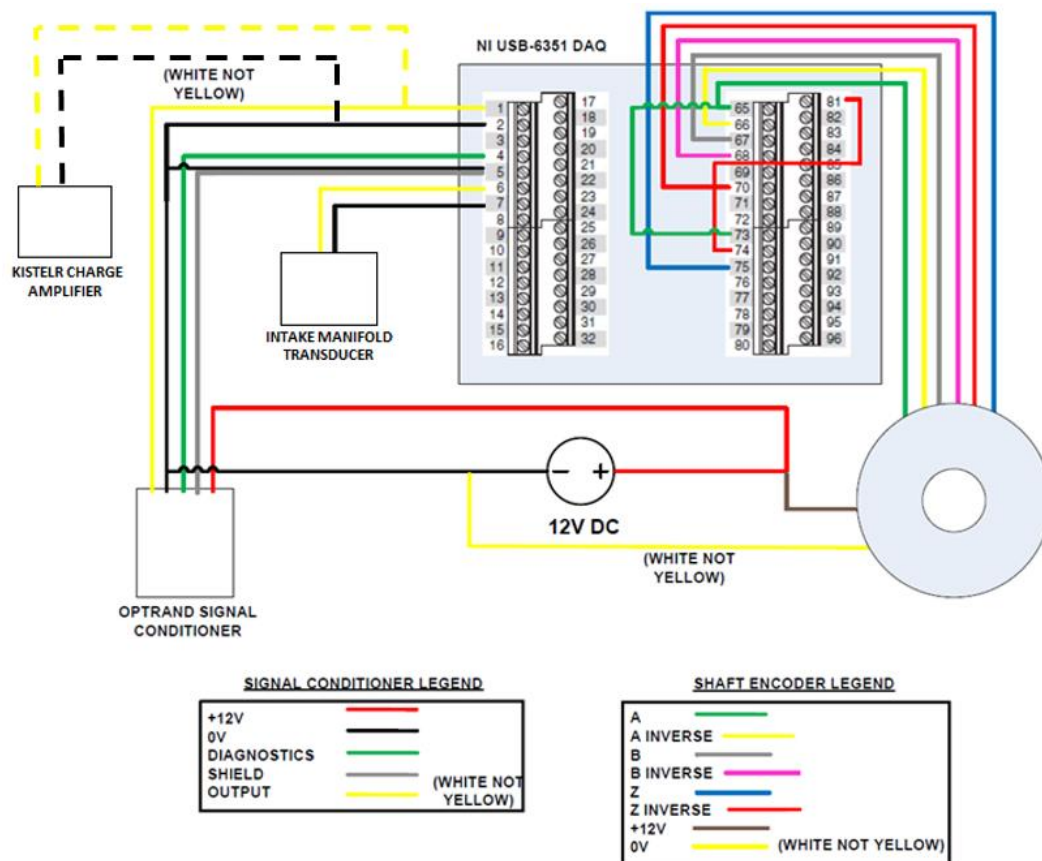 NI USB-6351 DAQ
(WHITE NOT
YELLOW)
1
2
3
4
5
6
7
8
9
10
11
12
13
14
15
16
17
18
19
20
21
22
23
24
25
26
27
28
29
30
31
32
65
66
67
68
69
70
71
72
73
74
75
76
77
78
79
80
81
82
83
84
85
86
87
88
89
90
91
92
93
94
95
96
KISTELR CHARGE
AMPLIFIER
INTAKE MANIFOLD
TRANSDUCER
12V DC
(WHITE NOT
YELLOW)
OPTRAND SIGNAL
CONDITIONER
SIGNAL CONDITIONER LEGEND
+12V
0V
DIAGNOSTICS
SHIELD
OUTPUT
(WHITE NOT
YELLOW)
SHAFT ENCODER LEGEND
A
A INVERSE
B
B INVERSE
Z
Z INVERSE
+12V
0V (WHITE NOT YELLOW)